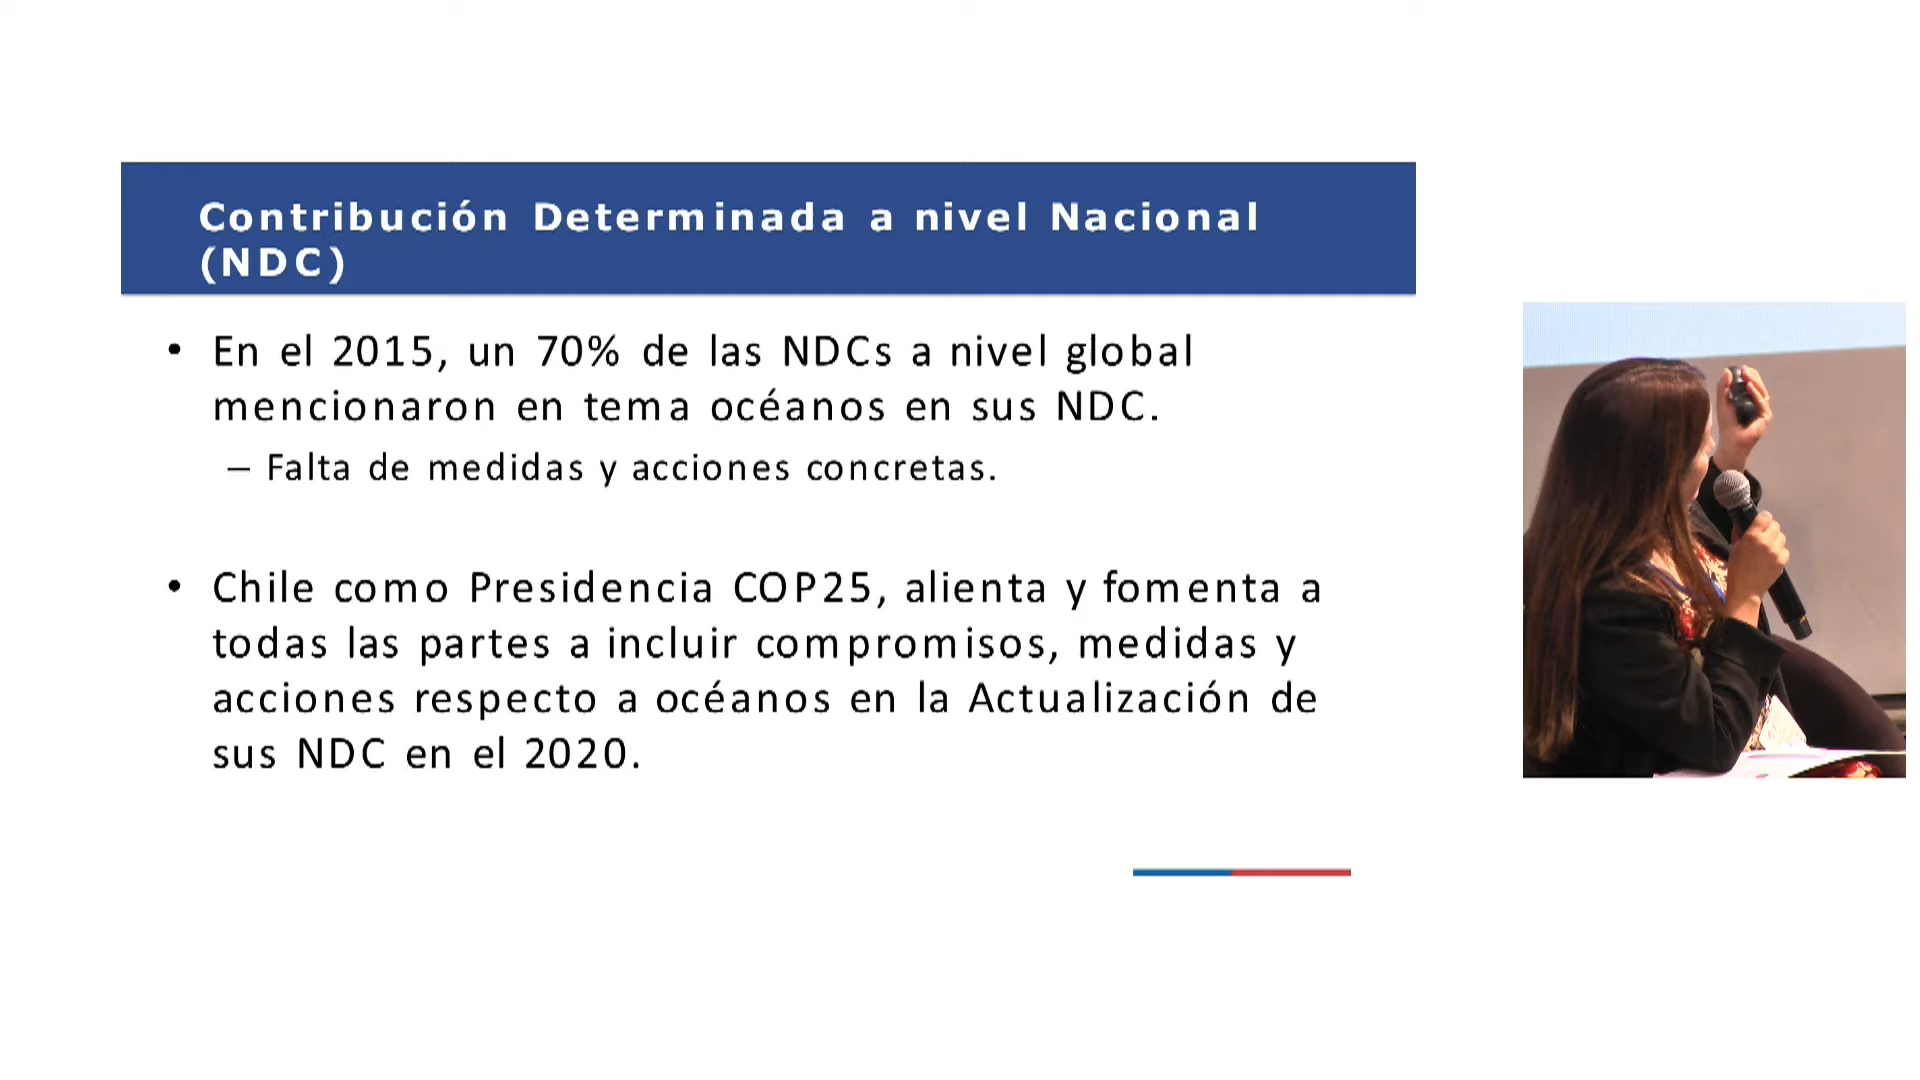 Contribución Determinada a nivel Nacional
(NDC)
• En el 2015, un 70% de las NDCs a nivel global
mencionaron en tema océanos en sus NDC.
– Falta de medidas y acciones concretas.
• Chile como Presidencia COP25, alienta y fomenta a
todas las partes a incluir compromisos, medidas y
acciones respecto a océanos en la Actualización de
sus NDC en el 2020.